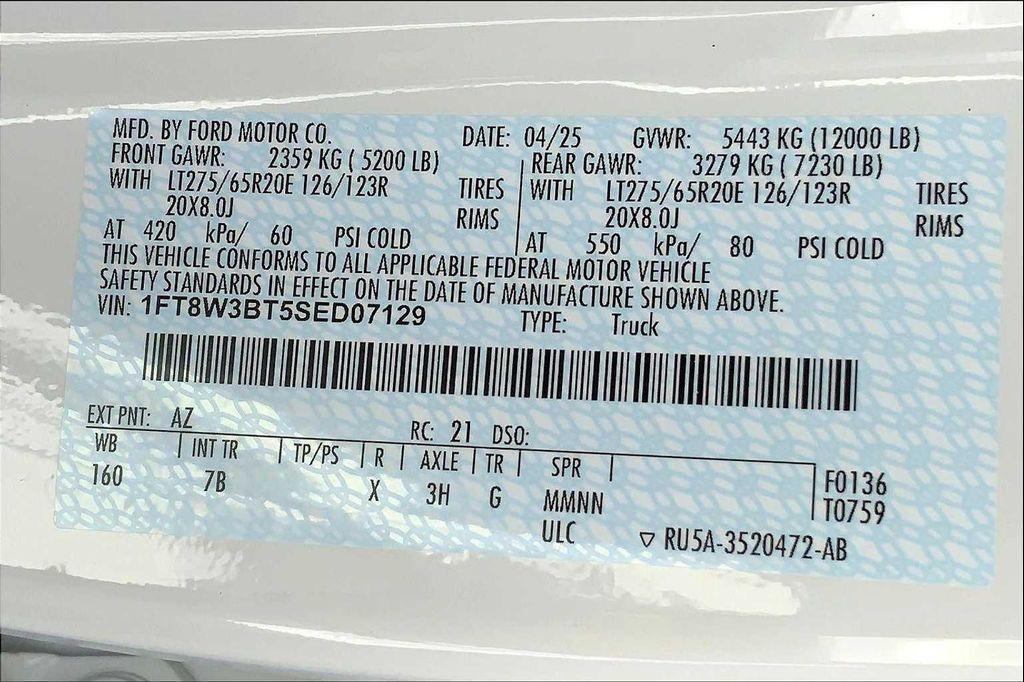 MFD. BY FORD MOTOR CO. DATE: 04/25 GVWR: 5443 KG (12000 LB)
FRONT GAWR: 2359 KG ( 5200 LB) REAR GAWR: 3279 KG ( 7230 LB)
WITH LT275/65R20E 126/123R TIRES WITH LT275/65R20E 126/123R TIRES
20X8.0J RIMS 20X8.0J RIMS
AT 420 kPa/ 60 PSI COLD AT 550 kPa/ 80 PSI COLD
THIS VEHICLE CONFORMS TO ALL APPLICABLE FEDERAL MOTOR VEHICLE
SAFETY STANDARDS IN EFFECT ON THE DATE OF MANUFACTURE SHOWN ABOVE.
VIN: 1FT8W3BT5SED07129 TYPE: Truck
EXT PNT: AZ RC: 21 DSO:
WB INT TR TP/PS R AXLE TR SPR F0136
160 7B X 3H G MMNN T0759
ULC ▽ RU5A-3520472-AB